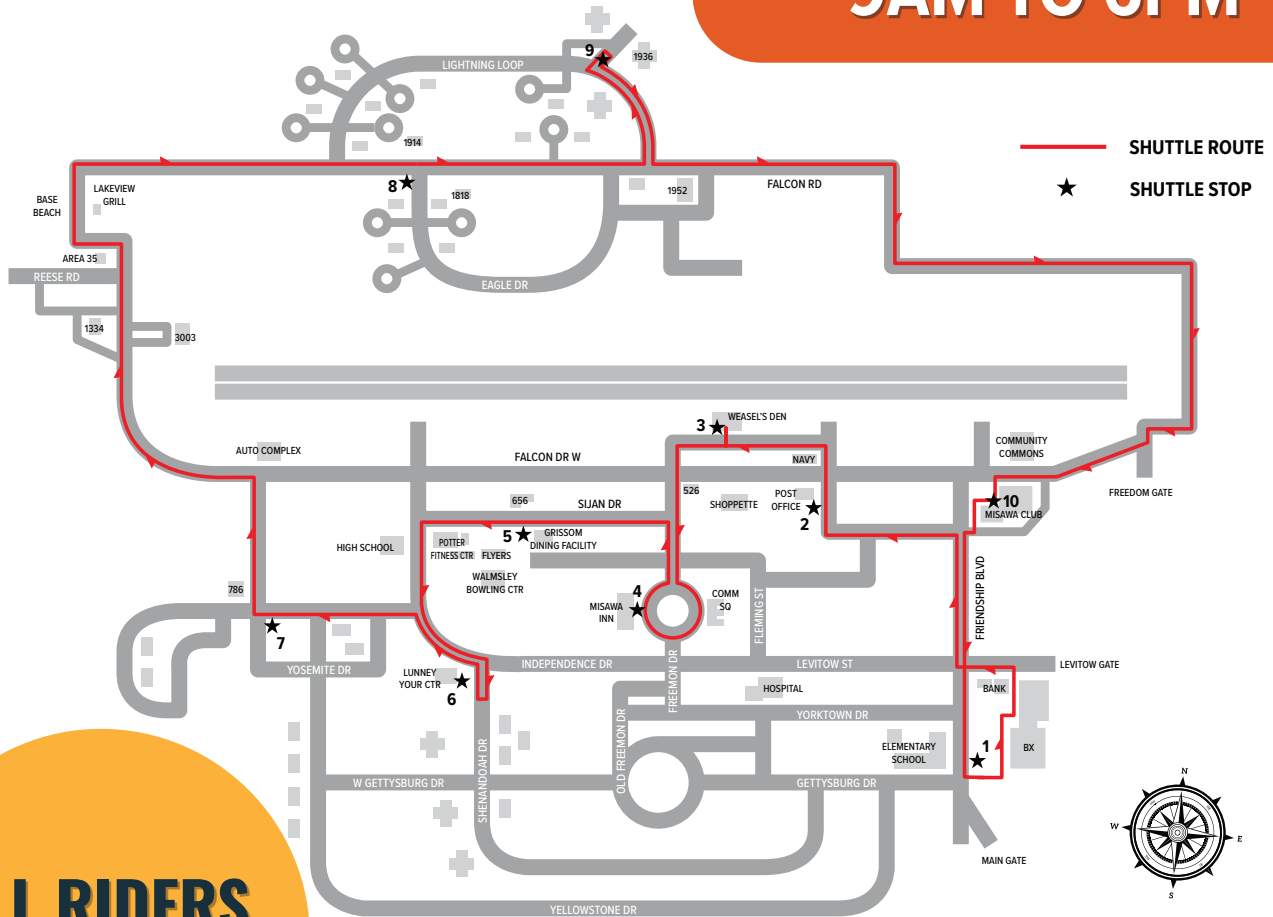 9AM TO 6PM
9
1936
LIGHTNING LOOP
1914
SHUTTLE ROUTE
SHUTTLE STOP
8
1818
1952
FALCON RD
BASE
BEACH
LAKEVIEW
GRILL
AREA 35
REESE RD
EAGLE DR
1334
3003
3
WEASEL'S DEN
AUTO COMPLEX
FALCON DR W
NAVY
COMMUNITY
COMMONS
FREEDOM GATE
656
SIJAN DR
526
SHOPPETTE
POST
OFFICE
2
10
MISAWA CLUB
HIGH SCHOOL
POTTER
FITNESS CTR
FLYERS
5
GRISSOM
DINING FACILITY
WALMSLEY
BOWLING CTR
786
4
MISAWA
INN
COMM
SQ
FLEMING ST
FRIENDSHIP BLVD
7
YOSEMITE DR
INDEPENDENCE DR
FREEMON DR
LEVITOW ST
LEVITOW GATE
LUNNEY
YOUR CTR
6
HOSPITAL
BANK
YORKTOWN DR
OLD FREEMON DR
SHENANDOAH DR
ELEMENTARY
SCHOOL
1
BX
W GETTYSBURG DR
GETTYSBURG DR
MAIN GATE
N
W
E
S
YELLOWSTONE DR
L RIDERS